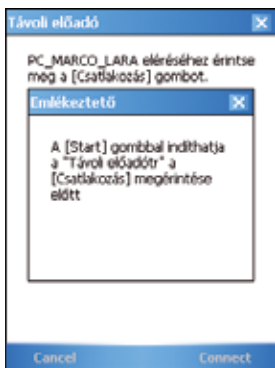 Távoli előadó
PC_MARCO_LARA eléréséhez érintse
meg a [Csatlakozás] gombot.
Emlékeztető
A [Start] gombbal indíthatja
a "Távoli előadótr" a
[Csatlakozás] megérintése
előtt
Cancel Connect